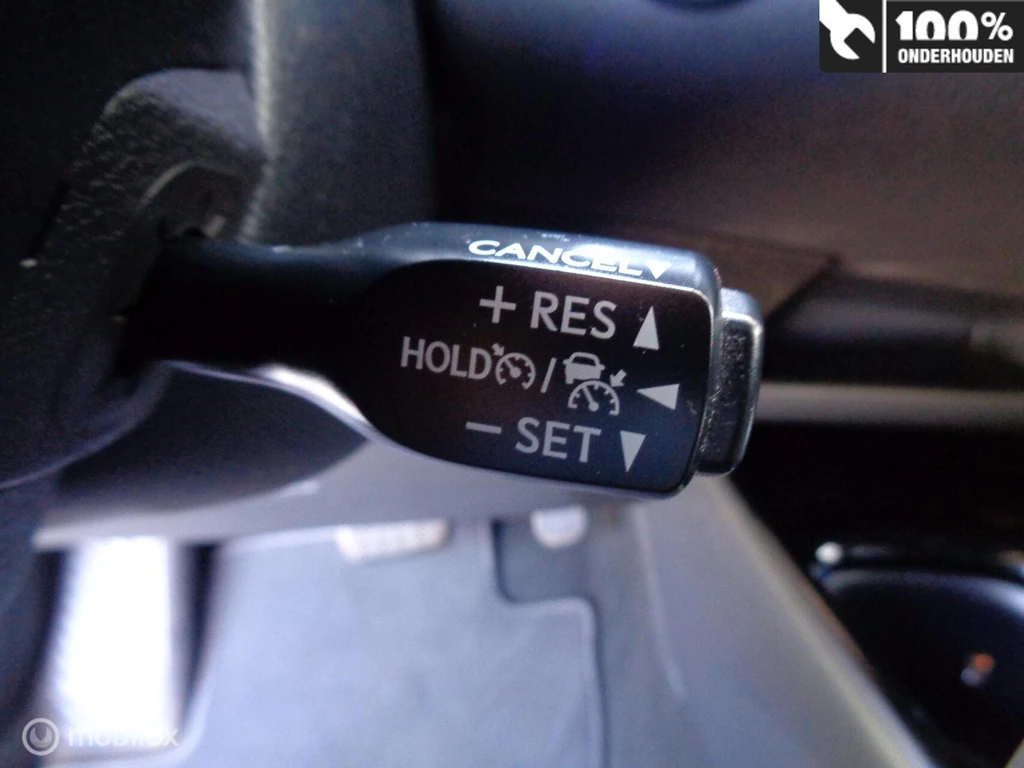 100%
ONDERHOUDEN
CANCEL
+ RES
HOLD /
- SET
mobilox